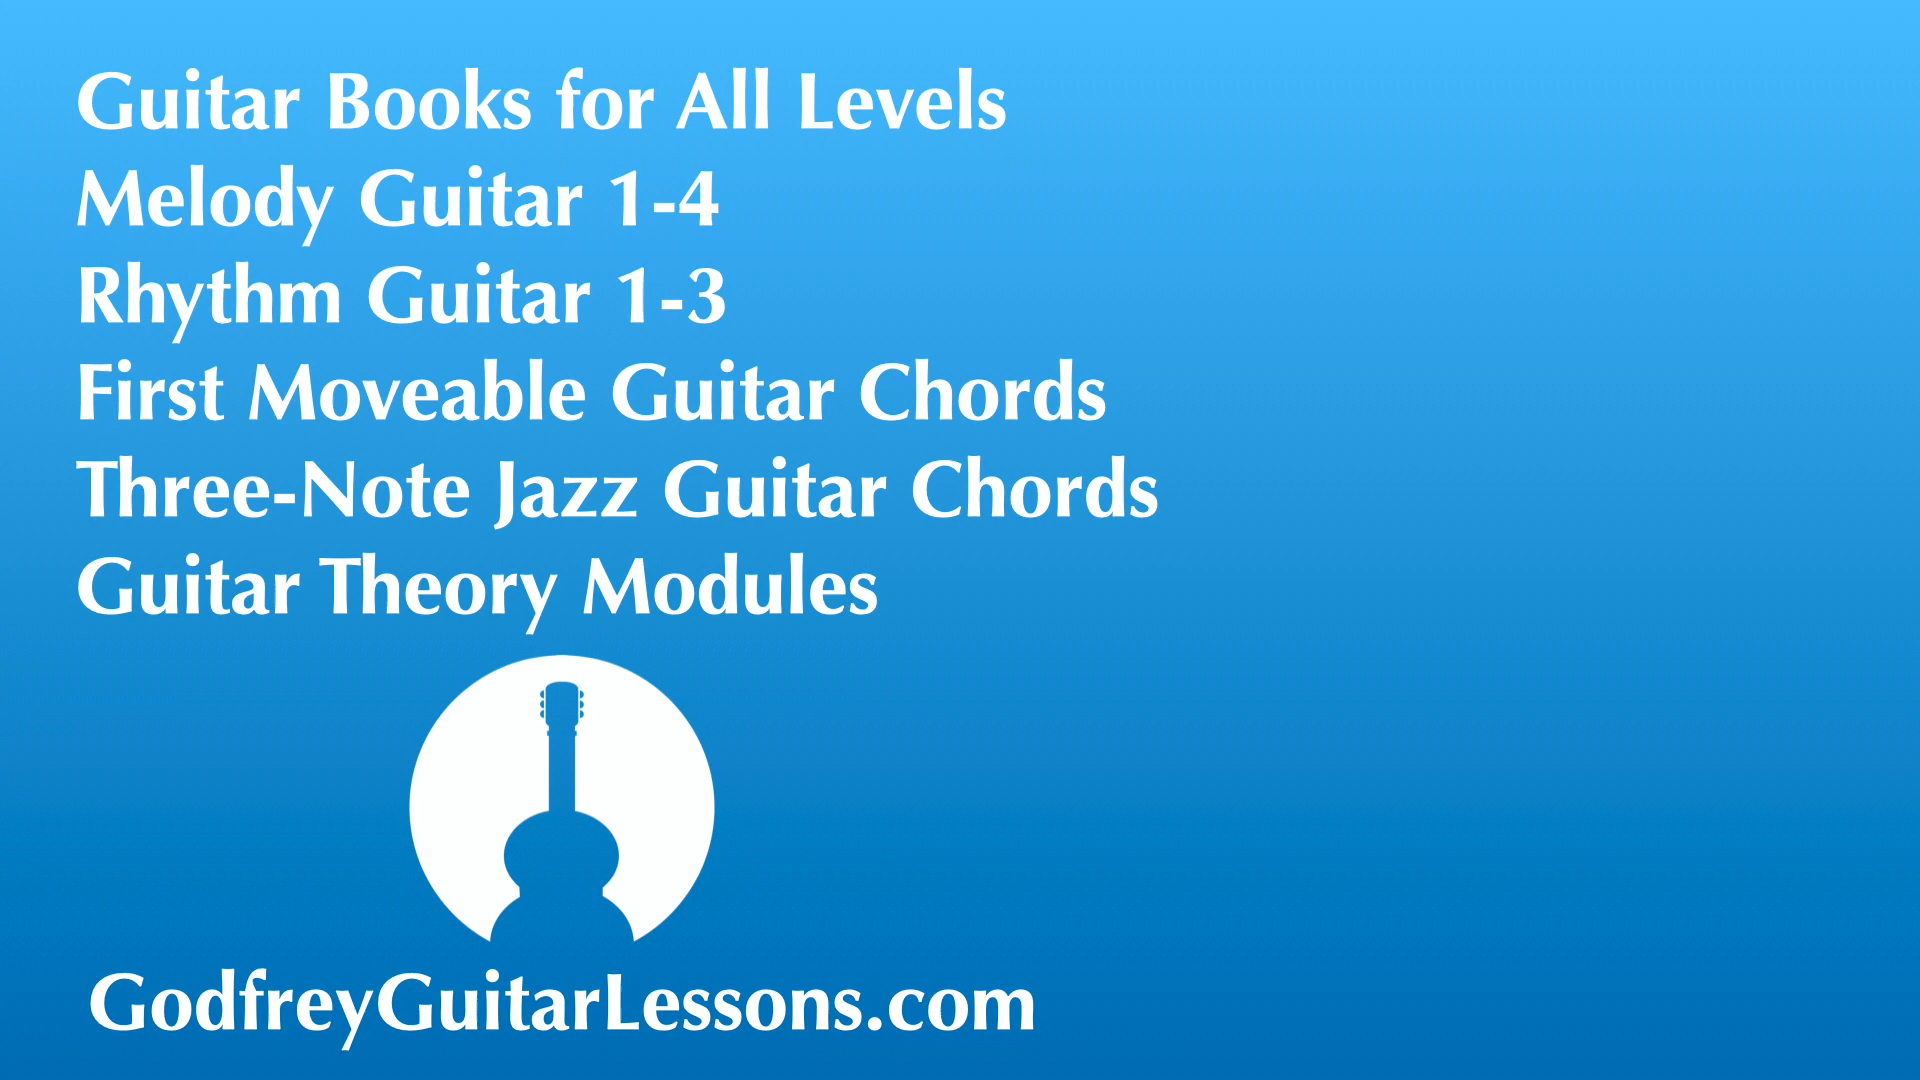 Guitar Books for All Levels
Melody Guitar 1-4
Rhythm Guitar 1-3
First Moveable Guitar Chords
Three-Note Jazz Guitar Chords
Guitar Theory Modules
GodfreyGuitarLessons.com